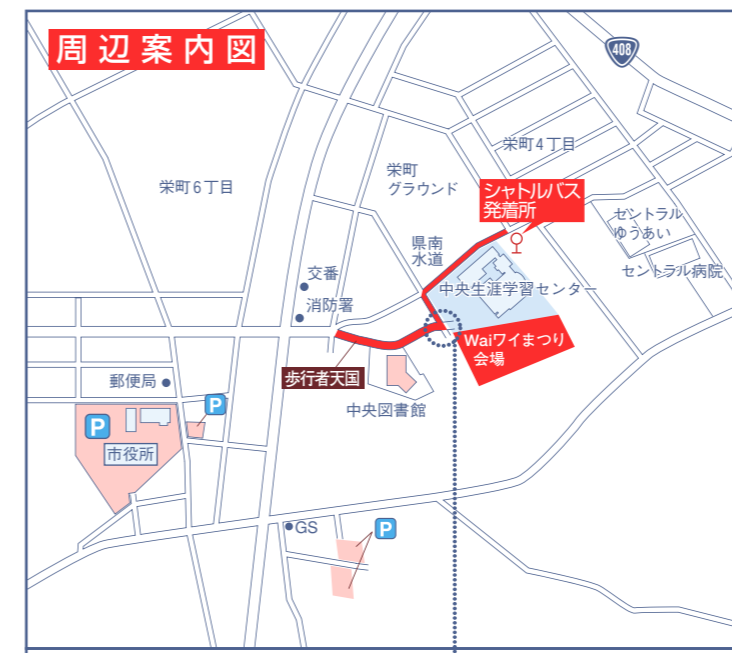 周辺案内図
408
栄町4丁目
栄町
グラウンド
栄町6丁目
シャトルバス
発着所
セントラル
ゆうあい
県南
水道
セントラル病院
交番
中央生涯学習センター
消防署
Waiワイまつり
会場
歩行者天国
郵便局
中央図書館
P
P
市役所
GS
P